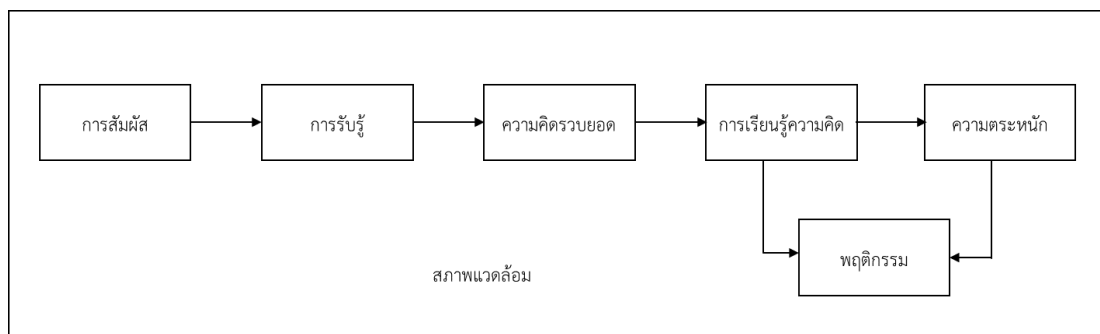 การสัมผัส
การรับรู้
ความคิดรวบยอด
การเรียนรู้ความคิด
ความตระหนัก
พฤติกรรม
สภาพแวดล้อม